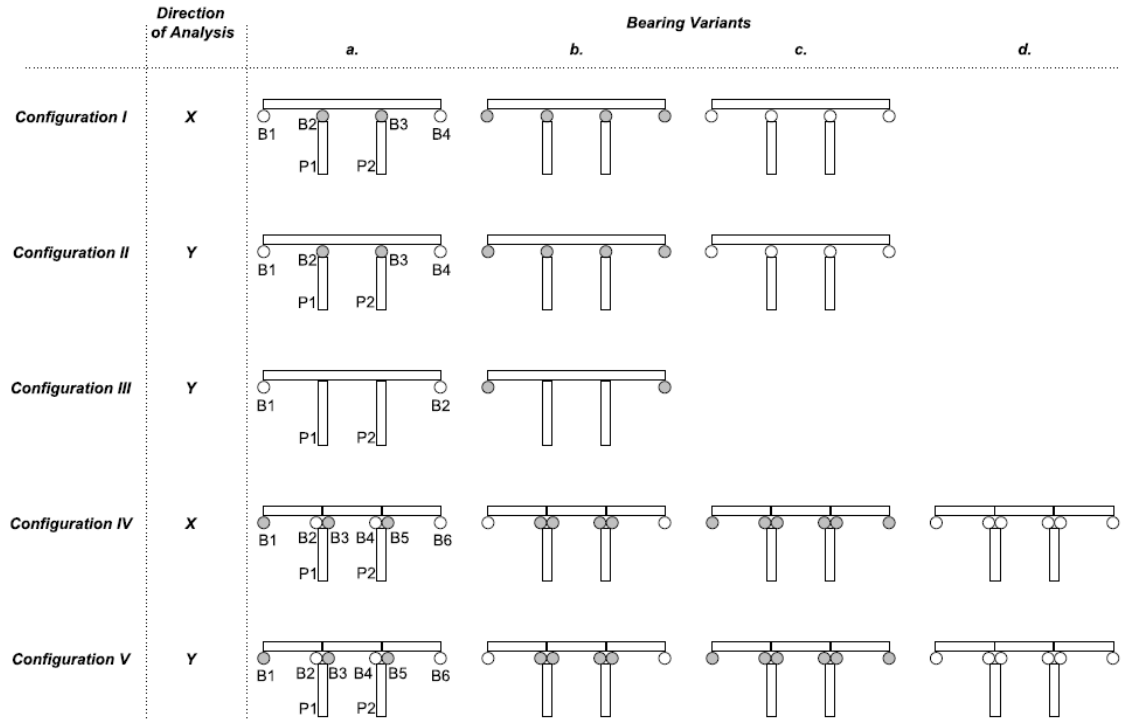 Direction
of Analysis
Bearing Variants
a. b. c. d.
Configuration I X
B1 B2 B3 B4
P1 P2
Configuration II Y
B1 B2 B3 B4
P1 P2
Configuration III Y
B1 B2
P1 P2
Configuration IV X
B1 B2 B3 B4 B5 B6
P1 P2
Configuration V Y
B1 B2 B3 B4 B5 B6
P1 P2